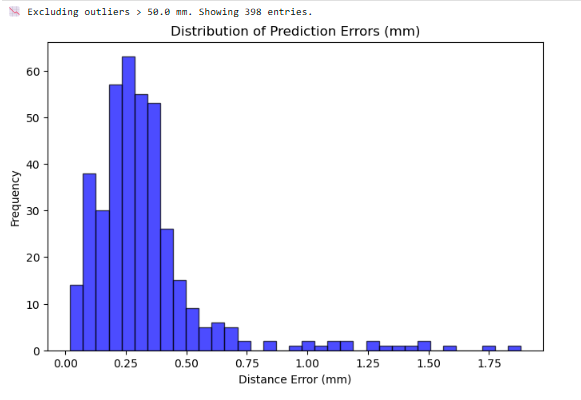 Excluding outliers > 50.0 mm. Showing 398 entries.
Distribution of Prediction Errors (mm)
Frequency
60
50
40
30
20
10
0
0.00 0.25 0.50 0.75 1.00 1.25 1.50 1.75
Distance Error (mm)